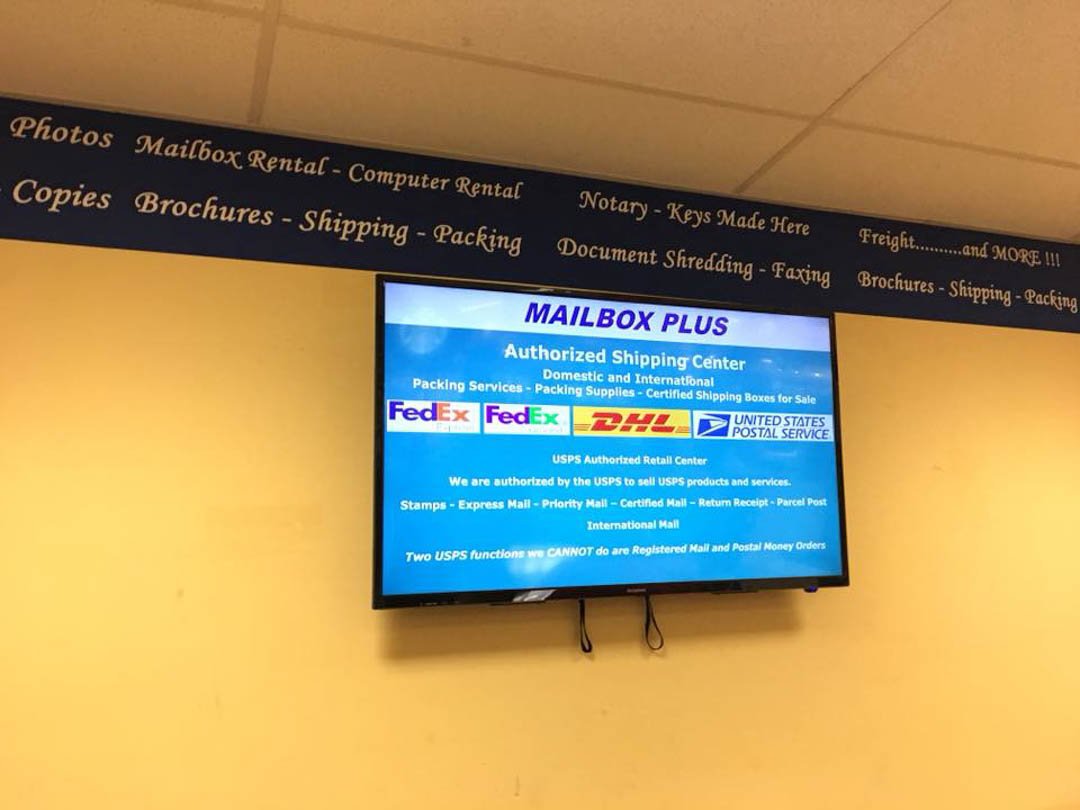 Photos Mailbox Rental - Computer Rental Notary - Keys Made Here Freight..........and MORE !!!
- Copies Brochures - Shipping - Packing Document Shredding - Faxing Brochures - Shipping - Packing
MAILBOX PLUS
Authorized Shipping Center
Domestic and International
Packing Services - Packing Supplies - Certified Shipping Boxes for Sale
FedEx Express FedEx DHL UNITED STATES POSTAL SERVICE
USPS Authorized Retail Center
We are authorized by the USPS to sell USPS products and services.
Stamps - Express Mail - Priority Mail – Certified Mail – Return Receipt - Parcel Post
International Mail
Two USPS functions we CANNOT do are Registered Mail and Postal Money Orders